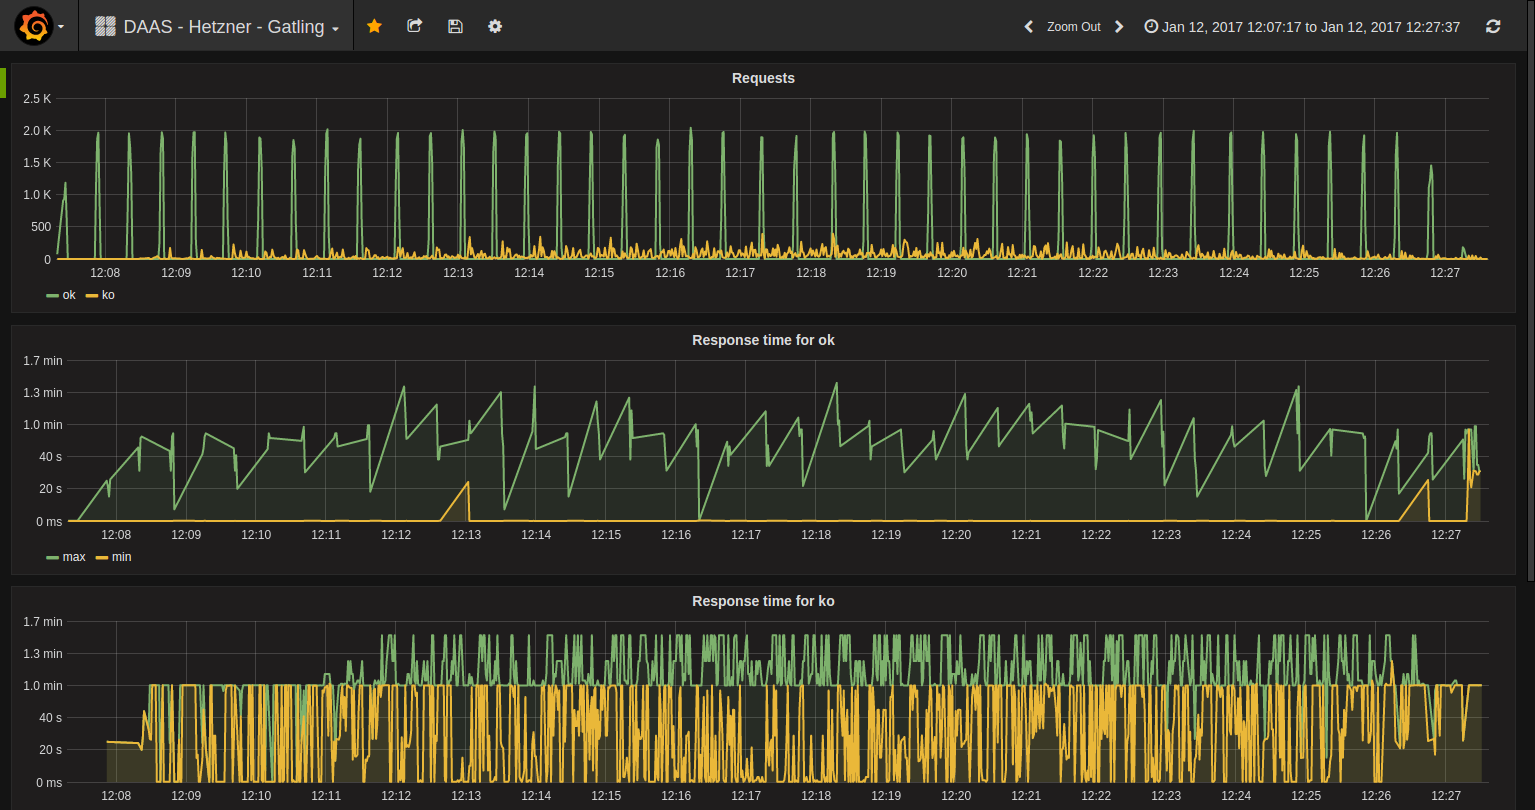 DAAS - Hetzner - Gatling
Zoom Out
Jan 12, 2017 12:07:17 to Jan 12, 2017 12:27:37
Requests
2.5 K
2.0 K
1.5 K
1.0 K
500
0
12:08 12:09 12:10 12:11 12:12 12:13 12:14 12:15 12:16 12:17 12:18 12:19 12:20 12:21 12:22 12:23 12:24 12:25 12:26 12:27
ok ko
Response time for ok
1.7 min
1.3 min
1.0 min
40 s
20 s
0 ms
12:08 12:09 12:10 12:11 12:12 12:13 12:14 12:15 12:16 12:17 12:18 12:19 12:20 12:21 12:22 12:23 12:24 12:25 12:26 12:27
max min
Response time for ko
1.7 min
1.3 min
1.0 min
40 s
20 s
0 ms
12:08 12:09 12:10 12:11 12:12 12:13 12:14 12:15 12:16 12:17 12:18 12:19 12:20 12:21 12:22 12:23 12:24 12:25 12:26 12:27